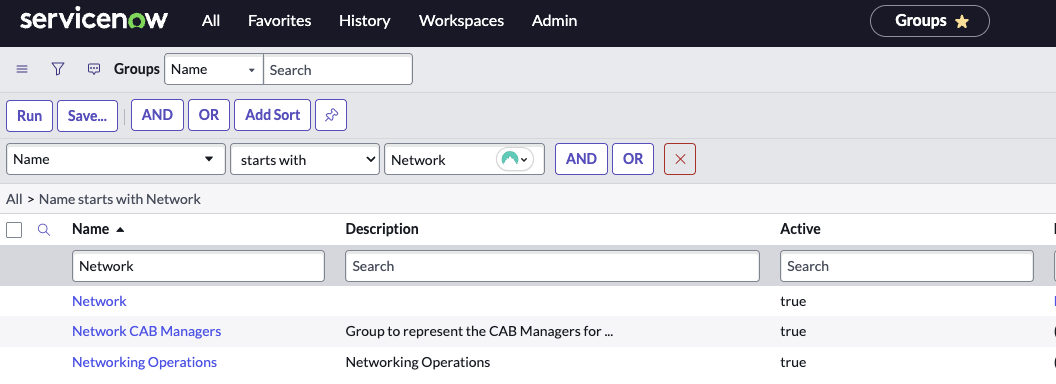 servicenow All Favorites History Workspaces Admin Groups
Groups Name Search
Run Save... AND OR Add Sort
Name starts with Network AND OR
All > Name starts with Network
Name Description Active
Network Search Search
Network true
Network CAB Managers Group to represent the CAB Managers for ... true
Networking Operations Networking Operations true